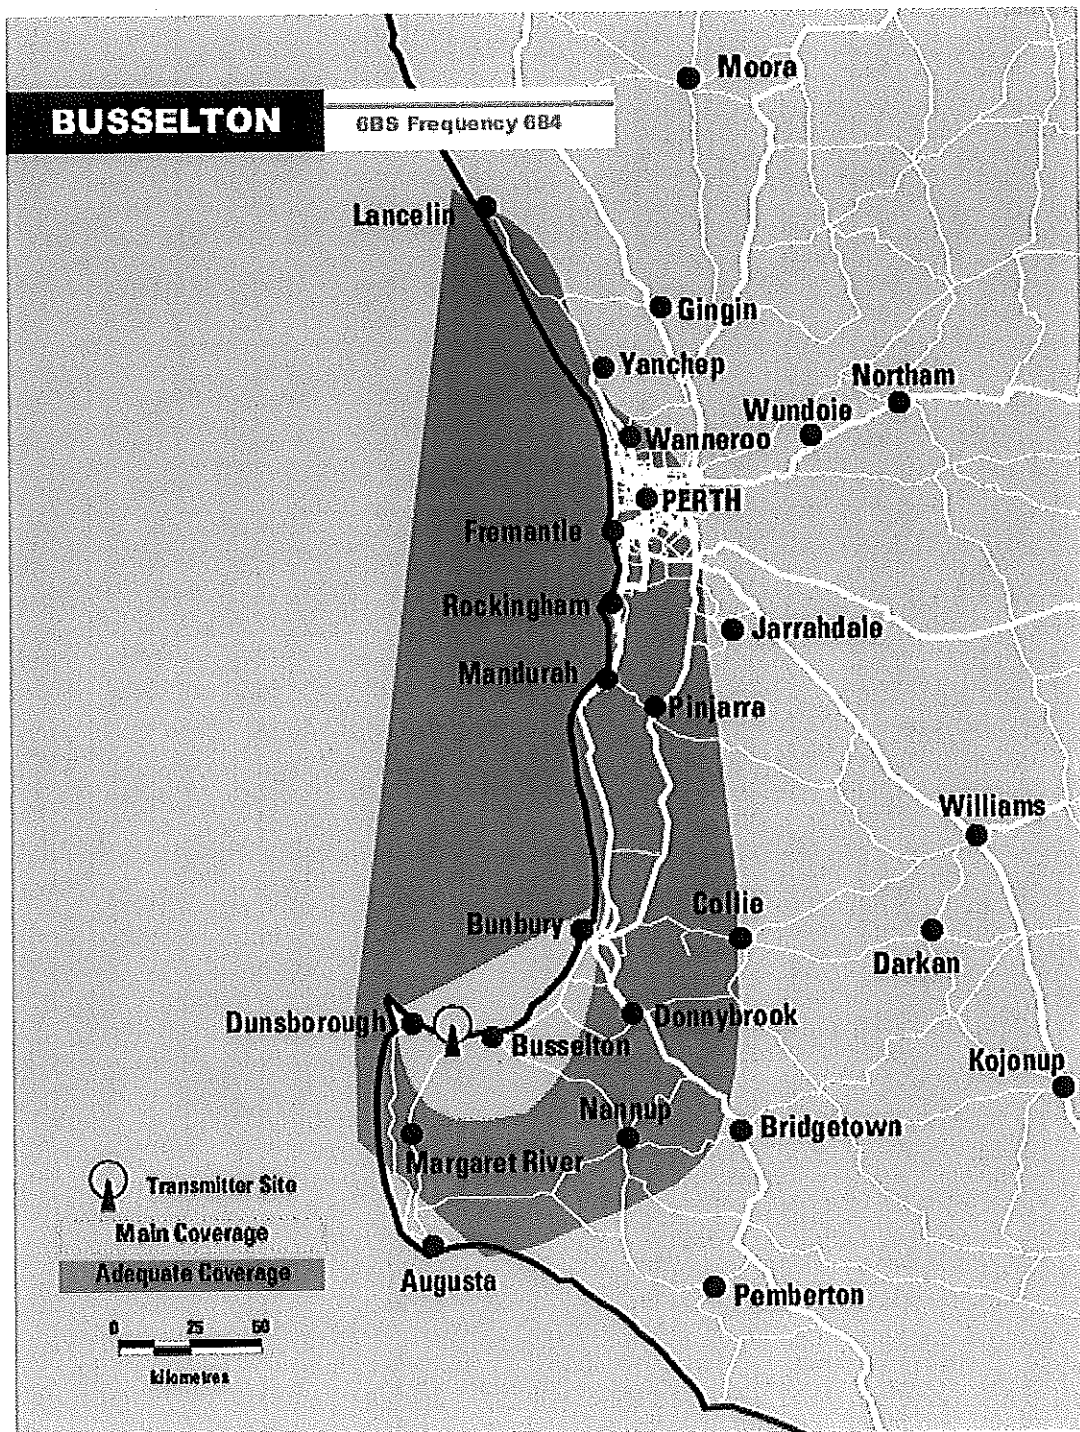 Moora
BUSSELTON
6BS Frequency 684
Lancelin
Gingin
Yanchep
Northam
Wundoie
Wanneroo
PERTH
Fremantle
Rockingham
Jarrahdale
Mandurah
Pinjarra
Williams
Collie
Bunbury
Darkan
Dunsborough
Donnybrook
Busselton
Kojonup
Nannup
Bridgetown
Margaret River
Transmitter Site
Main Coverage
Adequate Coverage
Augusta
Pemberton
0 25 50
kilometres